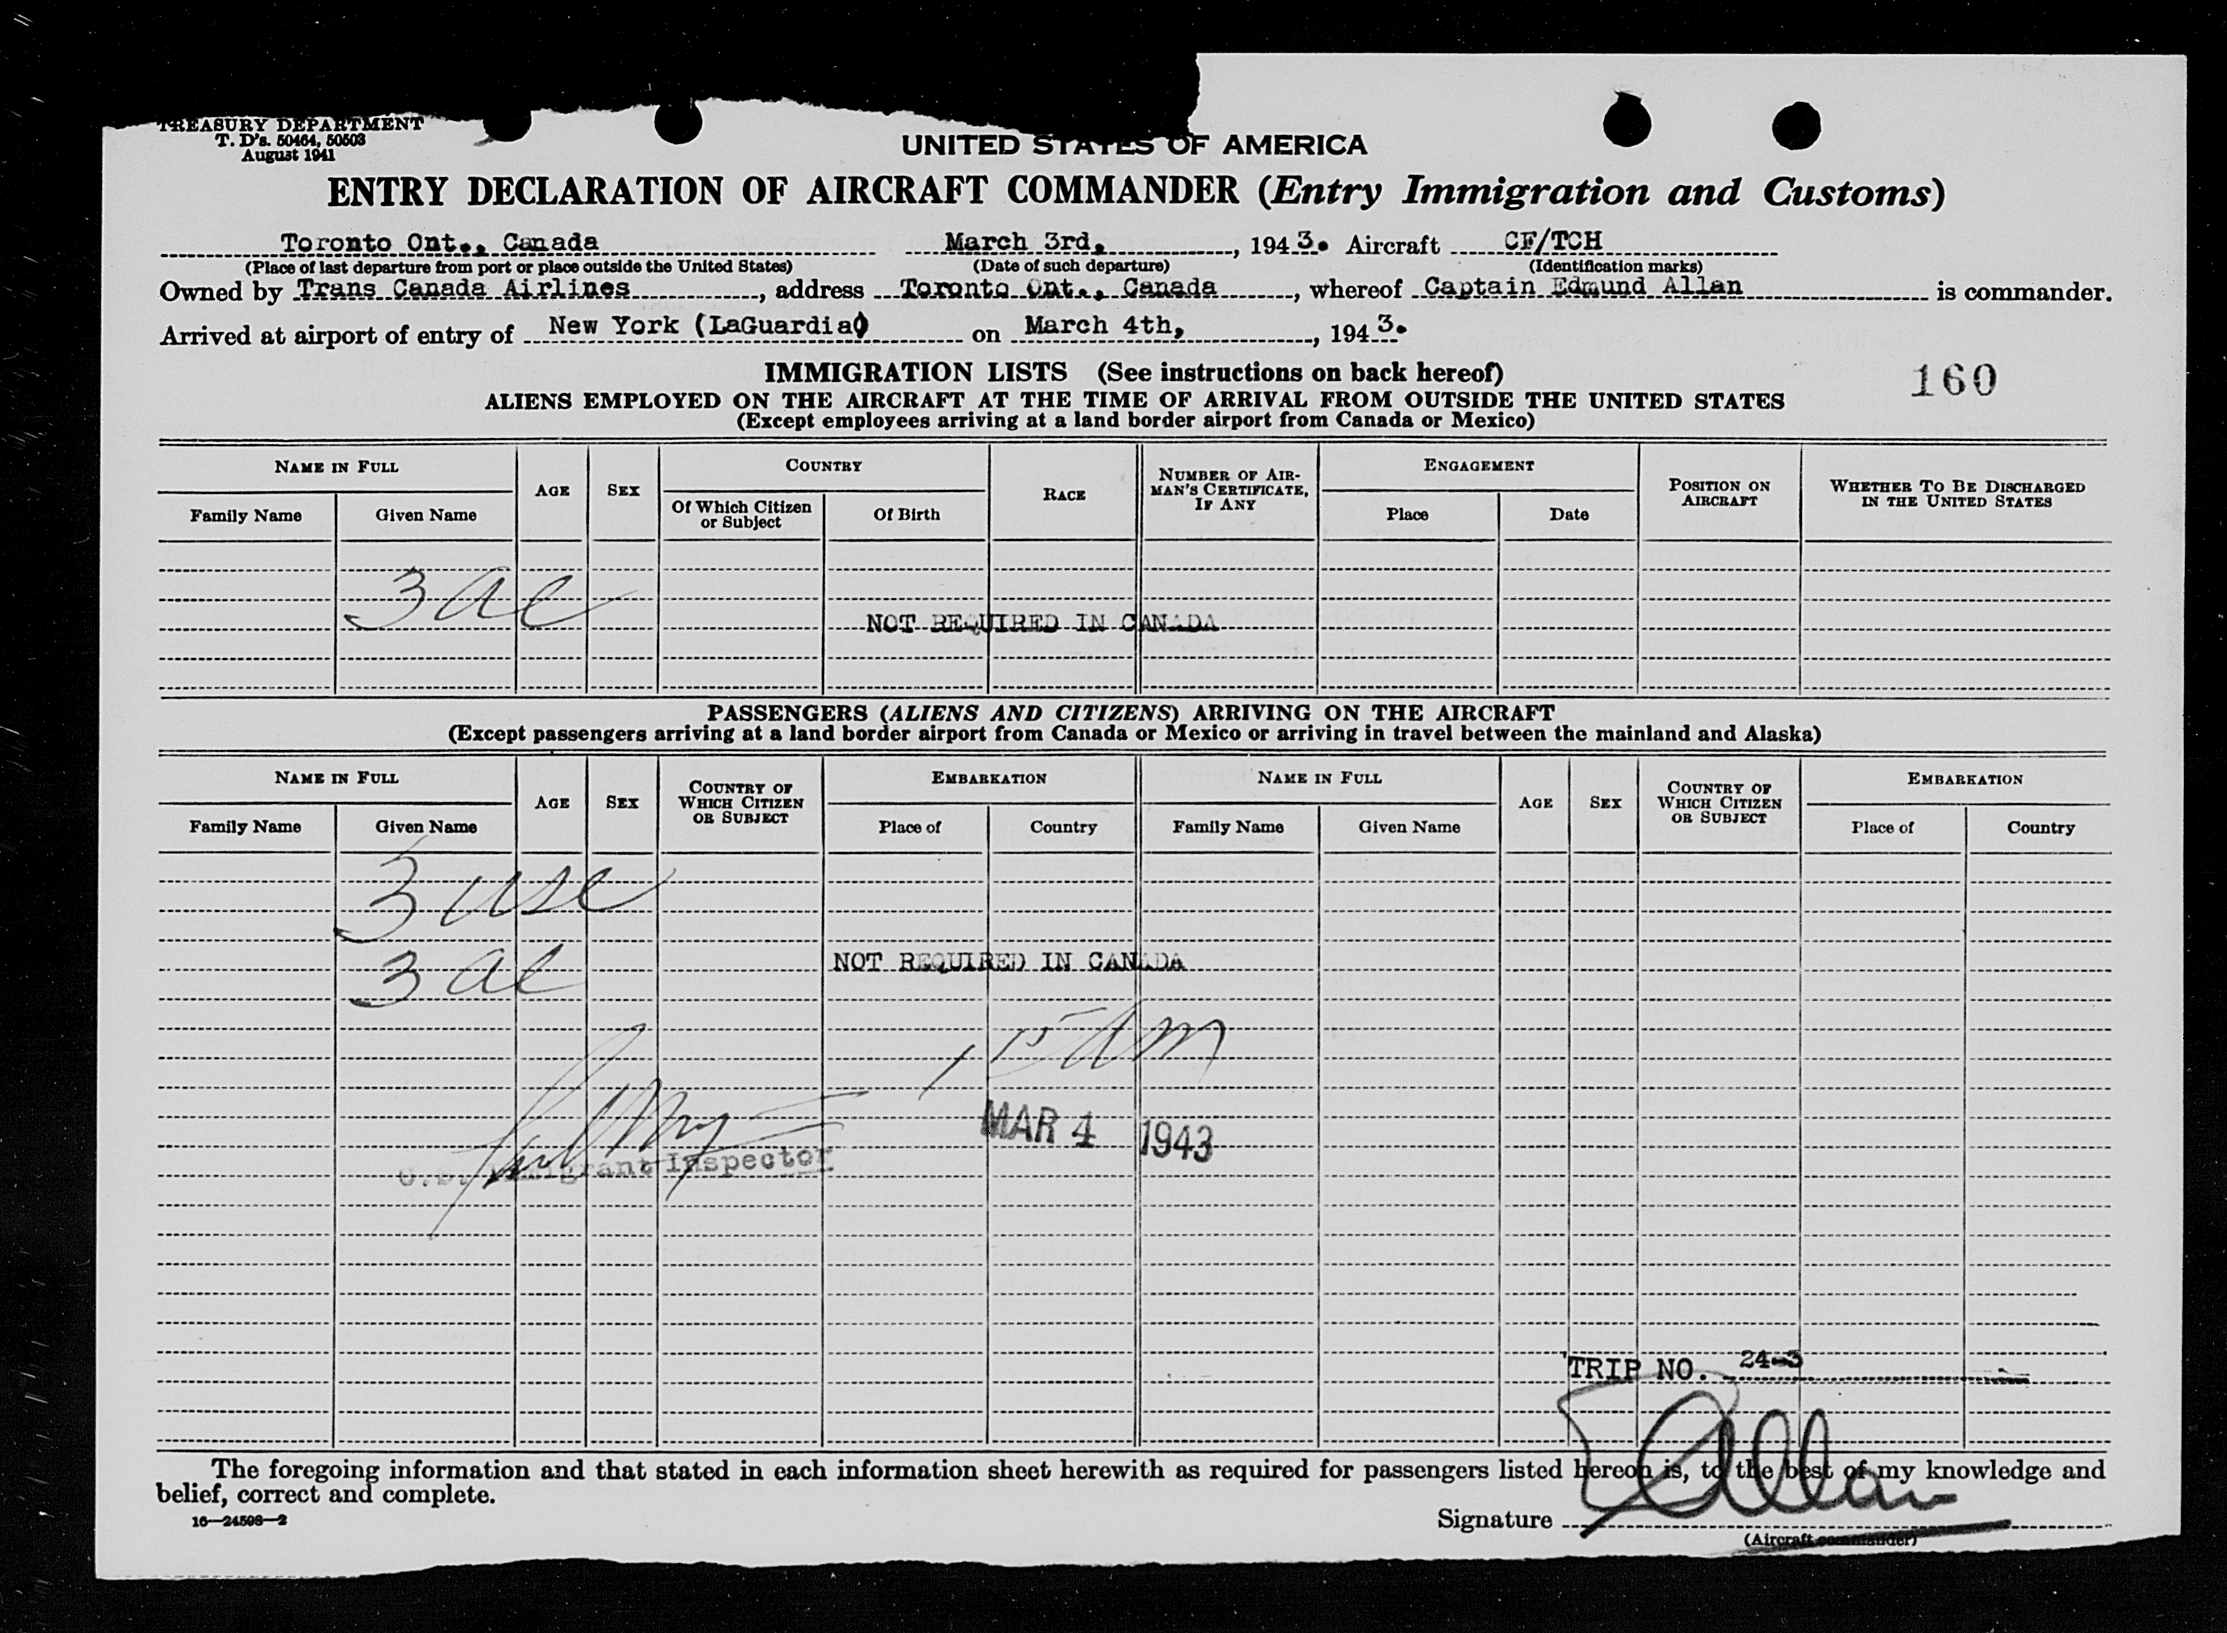 TREASURY DEPARTMENT
T. D's. 50464, 50503
August 1941
UNITED STATES OF AMERICA
ENTRY DECLARATION OF AIRCRAFT COMMANDER (Entry Immigration and Customs)
Toronto Ont., Canada March 3rd, , 1943. Aircraft CF/TCH
(Place of last departure from port or place outside the United States) (Date of such departure) (Identification marks)
Owned by Trans Canada Airlines , address Toronto Ont., Canada , whereof Captain Edmund Allan is commander.
Arrived at airport of entry of New York (LaGuardia) on March 4th, , 1943.
IMMIGRATION LISTS (See instructions on back hereof)
160
ALIENS EMPLOYED ON THE AIRCRAFT AT THE TIME OF ARRIVAL FROM OUTSIDE THE UNITED STATES
(Except employees arriving at a land border airport from Canada or Mexico)
NAME IN FULL AGE SEX COUNTRY RACE NUMBER OF AIRMAN'S CERTIFICATE, IF ANY ENGAGEMENT POSITION ON AIRCRAFT WHETHER TO BE DISCHARGED IN THE UNITED STATES
Family Name Given Name Of Which Citizen or Subject Of Birth Place Date
3 ae
NOT REQUIRED IN CANADA
PASSENGERS (ALIENS AND CITIZENS) ARRIVING ON THE AIRCRAFT
(Except passengers arriving at a land border airport from Canada or Mexico or arriving in travel between the mainland and Alaska)
NAME IN FULL AGE SEX COUNTRY OF WHICH CITIZEN OR SUBJECT EMBARKATION NAME IN FULL AGE SEX COUNTRY OF WHICH CITIZEN OR SUBJECT EMBARKATION
Family Name Given Name Place of Country Family Name Given Name Place of Country
3 usc
3 ae
NOT REQUIRED IN CANADA
MAR 4 1943
U.S. Immigrant Inspector
TRIP NO. 24-3
The foregoing information and that stated in each information sheet herewith as required for passengers listed hereon is, to the best of my knowledge and
belief, correct and complete.
16—24598—2
Signature E Allan
(Aircraft commander)